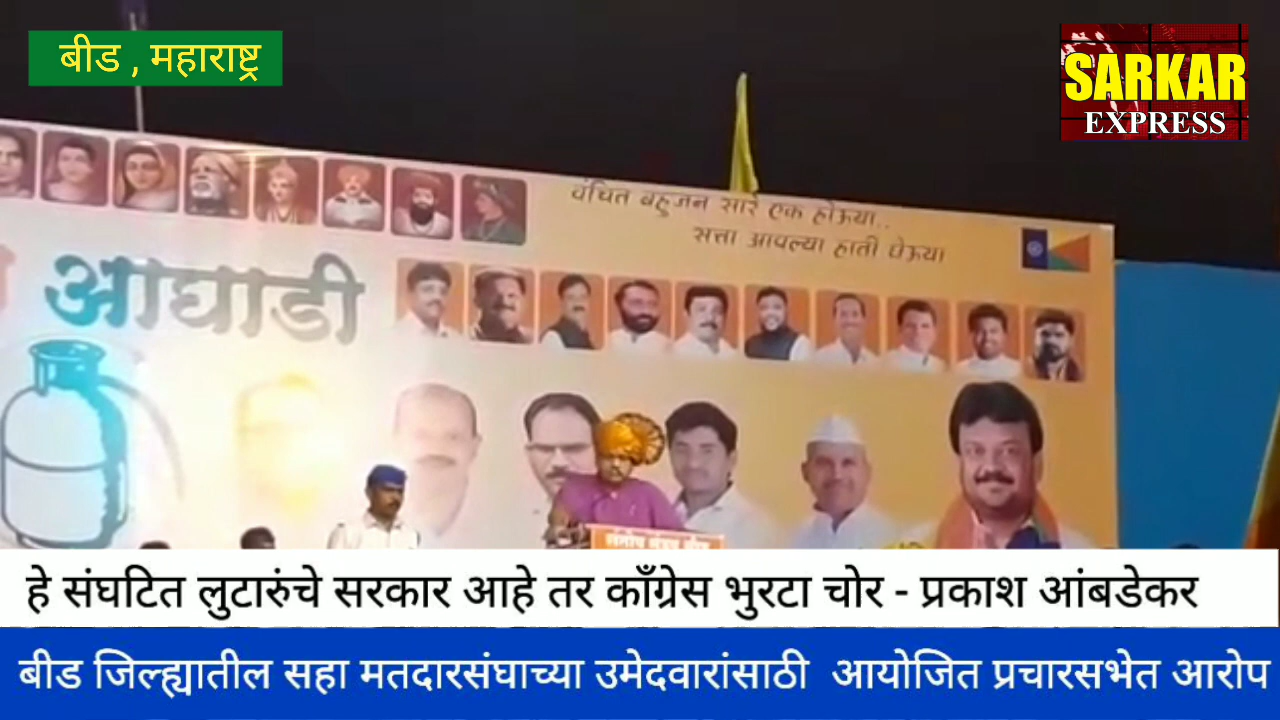 बीड , महाराष्ट्र
SARKAR
EXPRESS
वंचित बहुजन सारे एक होऊया..
सत्ता आपल्या हाती घेऊया
आघाडी
हे संघटित लुटारुंचे सरकार आहे तर काँग्रेस भुरटा चोर - प्रकाश आंबडेकर
बीड जिल्ह्यातील सहा मतदारसंघाच्या उमेदवारांसाठी आयोजित प्रचारसभेत आरोप